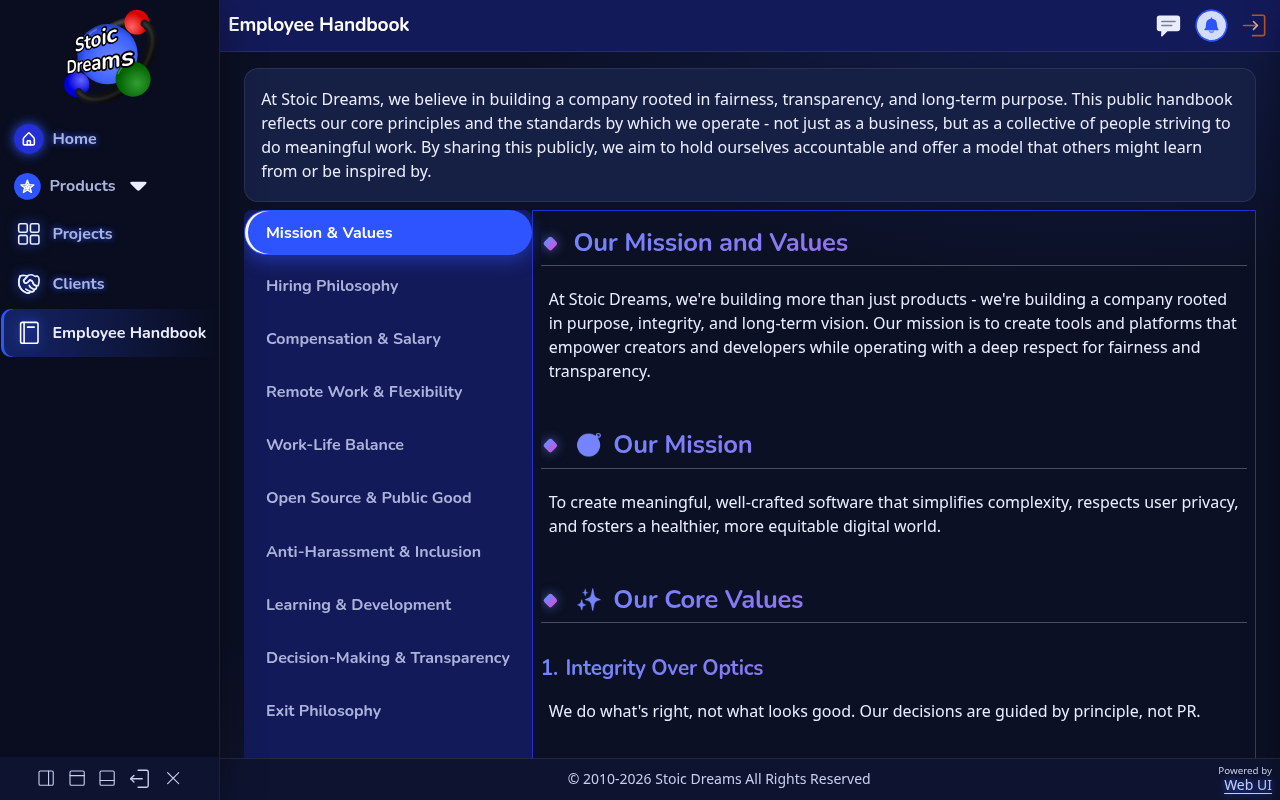 Stoic
Dreams
Home
Products
Projects
Clients
Employee Handbook
Employee Handbook
At Stoic Dreams, we believe in building a company rooted in fairness, transparency, and long-term purpose. This public handbook
reflects our core principles and the standards by which we operate - not just as a business, but as a collective of people striving to
do meaningful work. By sharing this publicly, we aim to hold ourselves accountable and offer a model that others might learn
from or be inspired by.
Mission & Values
Hiring Philosophy
Compensation & Salary
Remote Work & Flexibility
Work-Life Balance
Open Source & Public Good
Anti-Harassment & Inclusion
Learning & Development
Decision-Making & Transparency
Exit Philosophy
Our Mission and Values
At Stoic Dreams, we're building more than just products - we're building a company rooted
in purpose, integrity, and long-term vision. Our mission is to create tools and platforms that
empower creators and developers while operating with a deep respect for fairness and
transparency.
Our Mission
To create meaningful, well-crafted software that simplifies complexity, respects user privacy,
and fosters a healthier, more equitable digital world.
Our Core Values
1. Integrity Over Optics
We do what's right, not what looks good. Our decisions are guided by principle, not PR.
© 2010-2026 Stoic Dreams All Rights Reserved
Powered by
Web UI